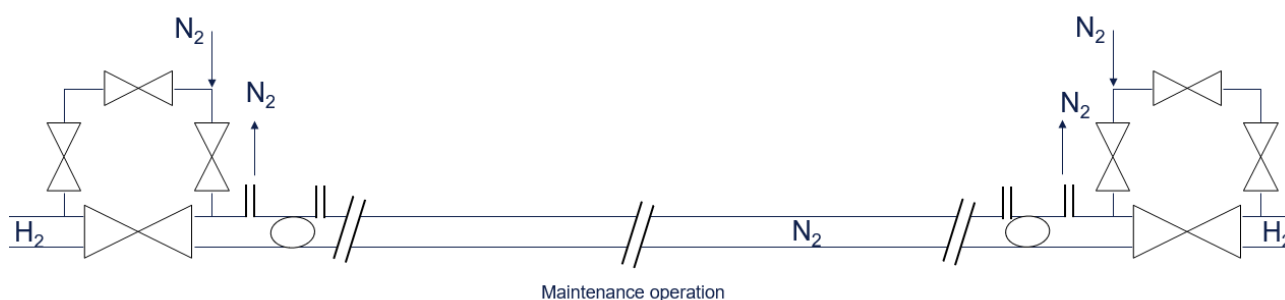 N₂
N₂
N₂
N₂
H₂
N₂
H₂
Maintenance operation